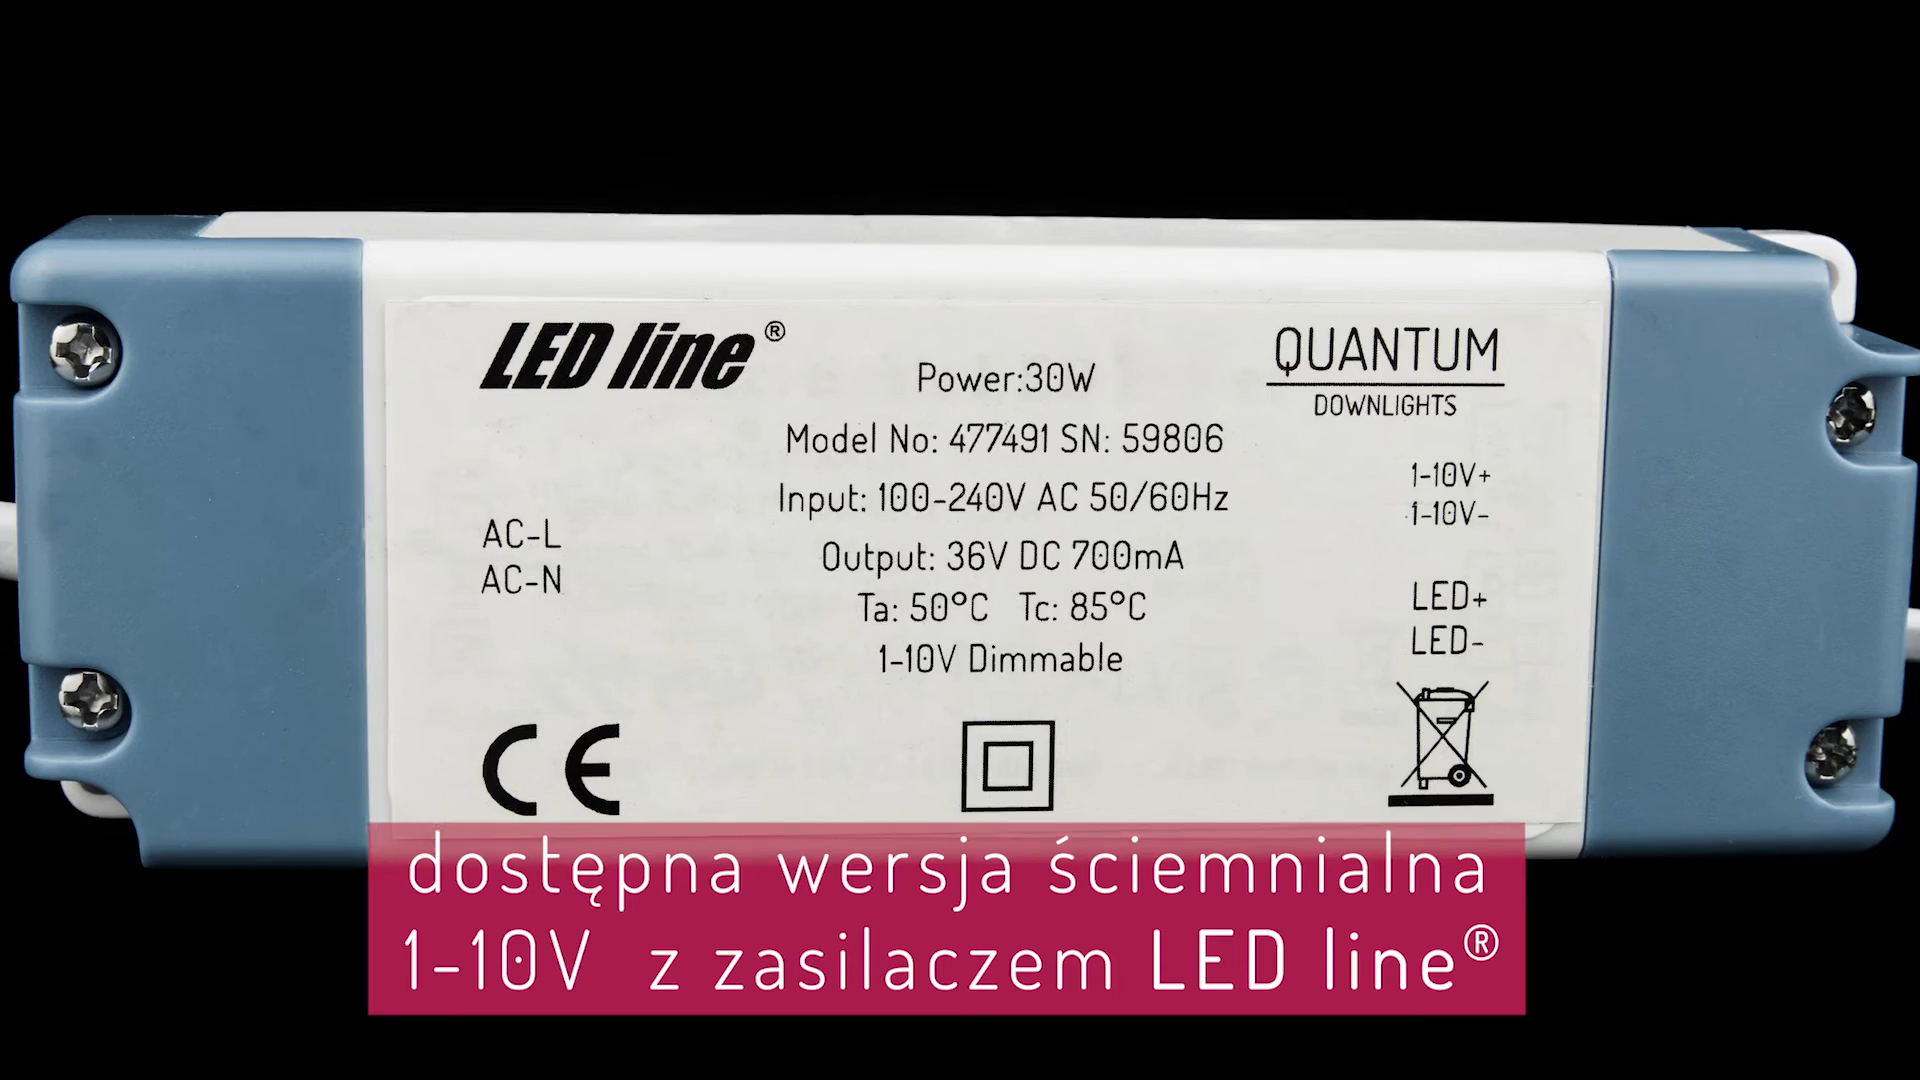 LED line®
QUANTUM
DOWNLIGHTS
Power:30W
Model No: 477491 SN: 59806
Input: 100-240V AC 50/60Hz
Output: 36V DC 700mA
Ta: 50°C Tc: 85°C
1-10V Dimmable
AC-L
AC-N
1-10V+
1-10V-
LED+
LED-
CE
dostępna wersja ściemnialna
1-10V z zasilaczem LED line®